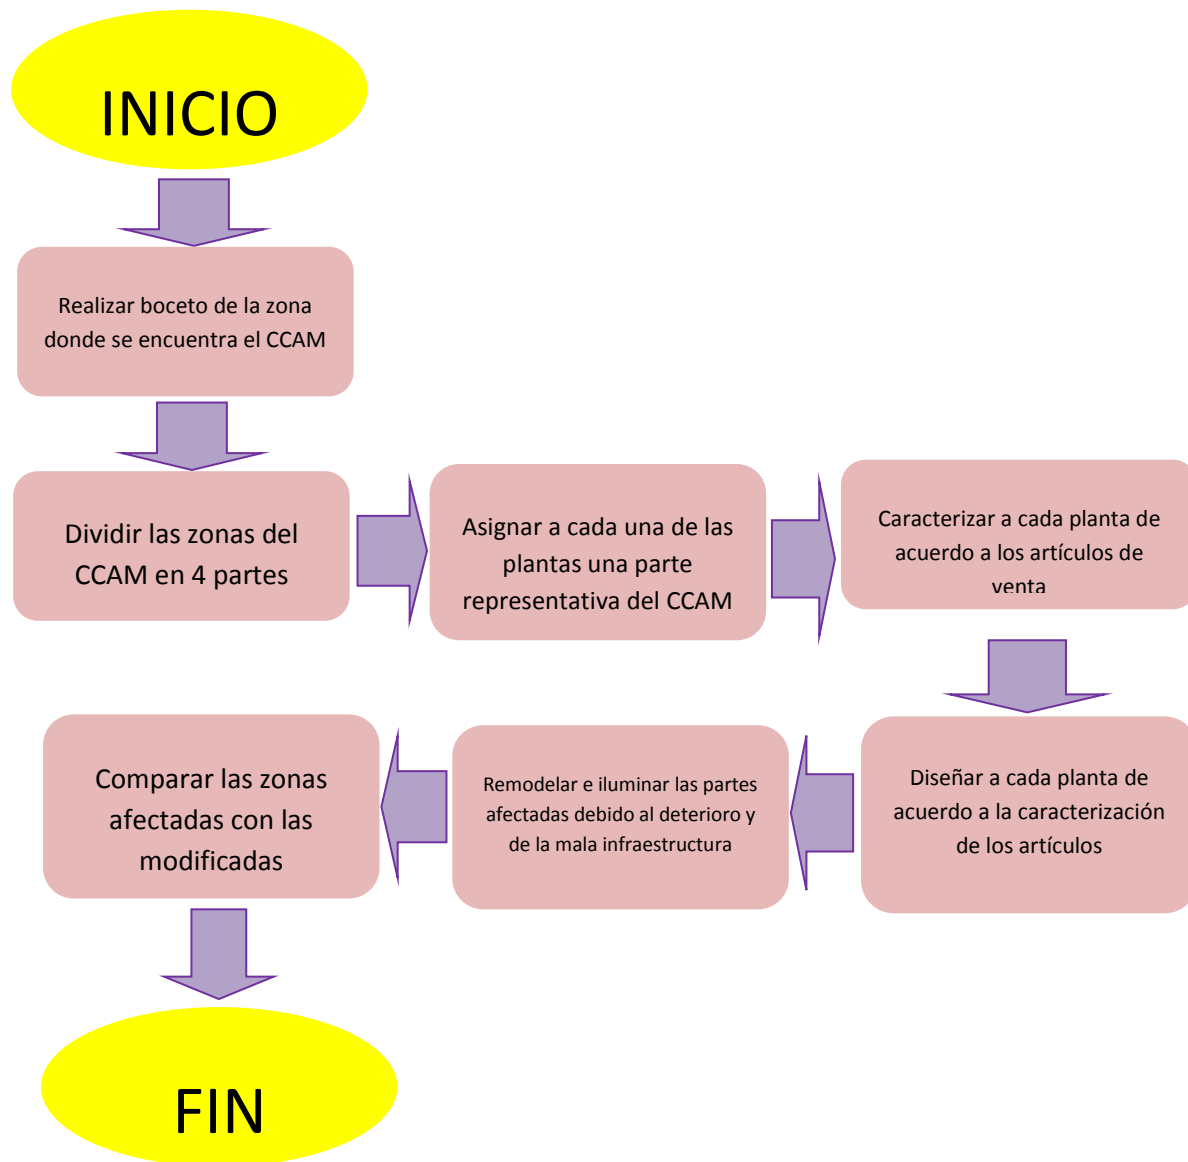 INICIO
Realizar boceto de la zona
donde se encuentra el CCAM
Dividir las zonas del
CCAM en 4 partes
Asignar a cada una de las
plantas una parte
representativa del CCAM
Caracterizar a cada planta de
acuerdo a los artículos de
venta
Diseñar a cada planta de
acuerdo a la caracterización
de los artículos
Remodelar e iluminar las partes
afectadas debido al deterioro y
de la mala infraestructura
Comparar las zonas
afectadas con las
modificadas
FIN